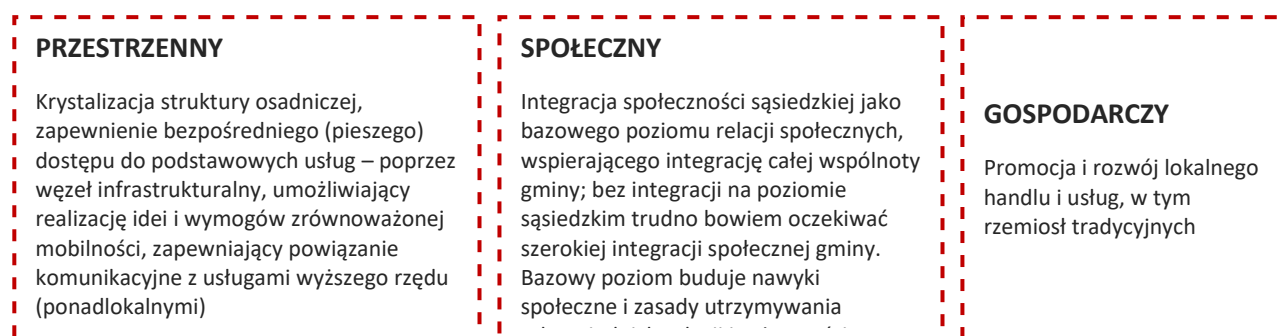 PRZESTRZENNY
Krystalizacja struktury osadniczej,
zapewnienie bezpośredniego (pieszego)
dostępu do podstawowych usług – poprzez
węzeł infrastrukturalny, umożliwiający
realizację idei i wymogów zrównoważonej
mobilności, zapewniający powiązanie
komunikacyjne z usługami wyższego rzędu
(ponadlokalnymi)
SPOŁECZNY
Integracja społeczności sąsiedzkiej jako
bazowego poziomu relacji społecznych,
wspierającego integrację całej wspólnoty
gminy; bez integracji na poziomie
sąsiedzkim trudno bowiem oczekiwać
szerokiej integracji społecznej gminy.
Bazowy poziom buduje nawyki
społeczne i zasady utrzymywania
GOSPODARCZY
Promocja i rozwój lokalnego
handlu i usług, w tym
rzemiosł tradycyjnych